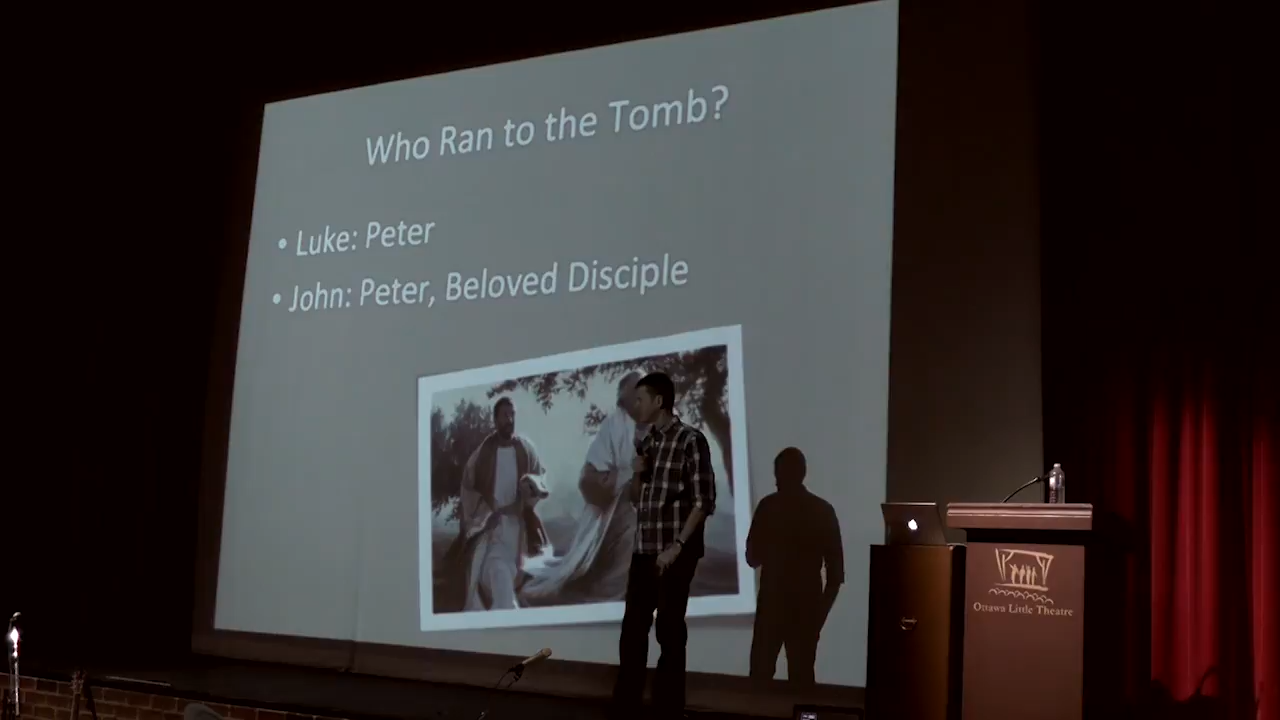 Who Ran to the Tomb?
• Luke: Peter
• John: Peter, Beloved Disciple
Ottawa Little Theatre